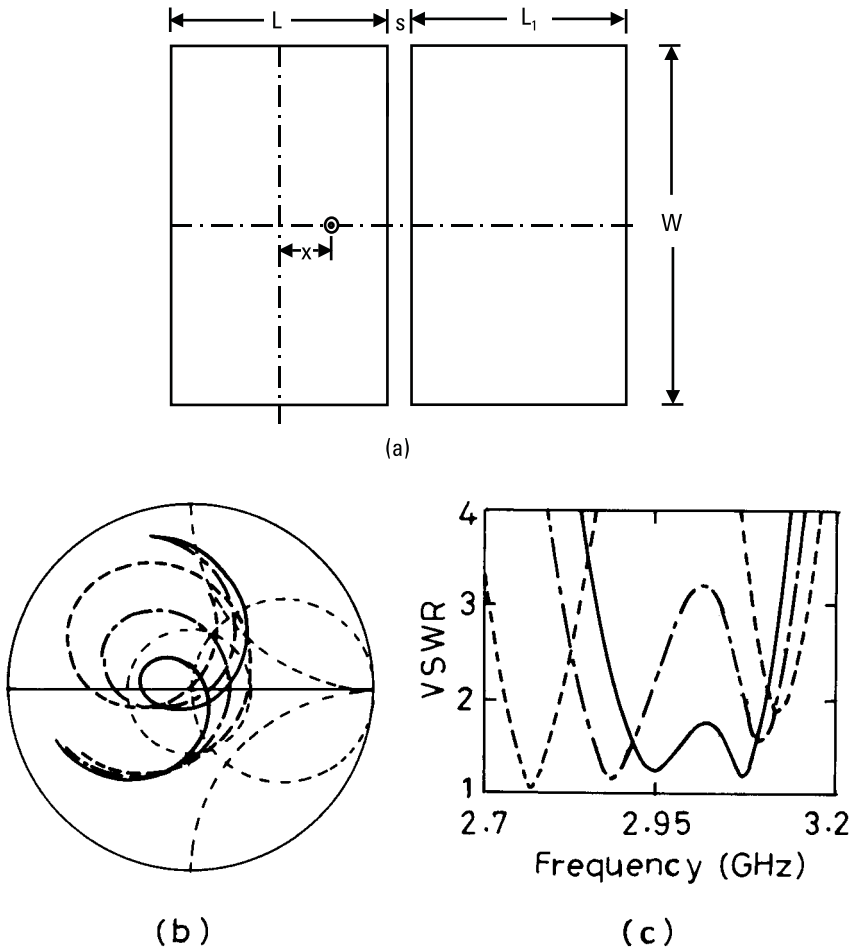 L s L₁
W
x
(a)
4
3
2
1
VSWR
2.7 2.95 3.2
Frequency (GHz)
(b) (c)